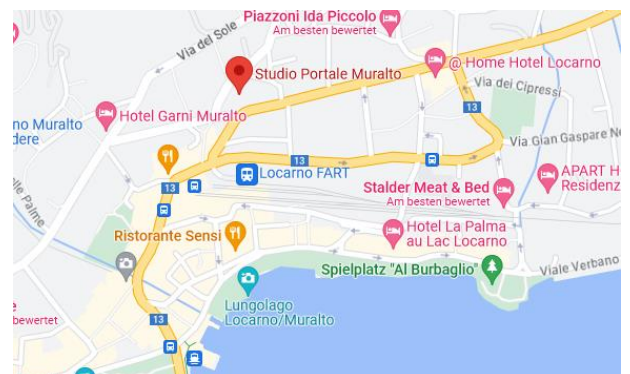 Piazzoni Ida Piccolo
Am besten bewertet
Via del Sole
Studio Portale Muralto
@ Home Hotel Locarno
Via dei Cipressi
Hotel Garni Muralto
13
no Muralto
dere
Via Gian Gaspare Ne
13
Locarno FART
APART H
Residenz
Stalder Meat & Bed
Am besten bewertet
elle Palme
13
Ristorante Sensi
Hotel La Palma
au Lac Locarno
Spielplatz "Al Burbaglio"
Viale Verbano
e
bewertet
Lungolago
Locarno/Muralto
13